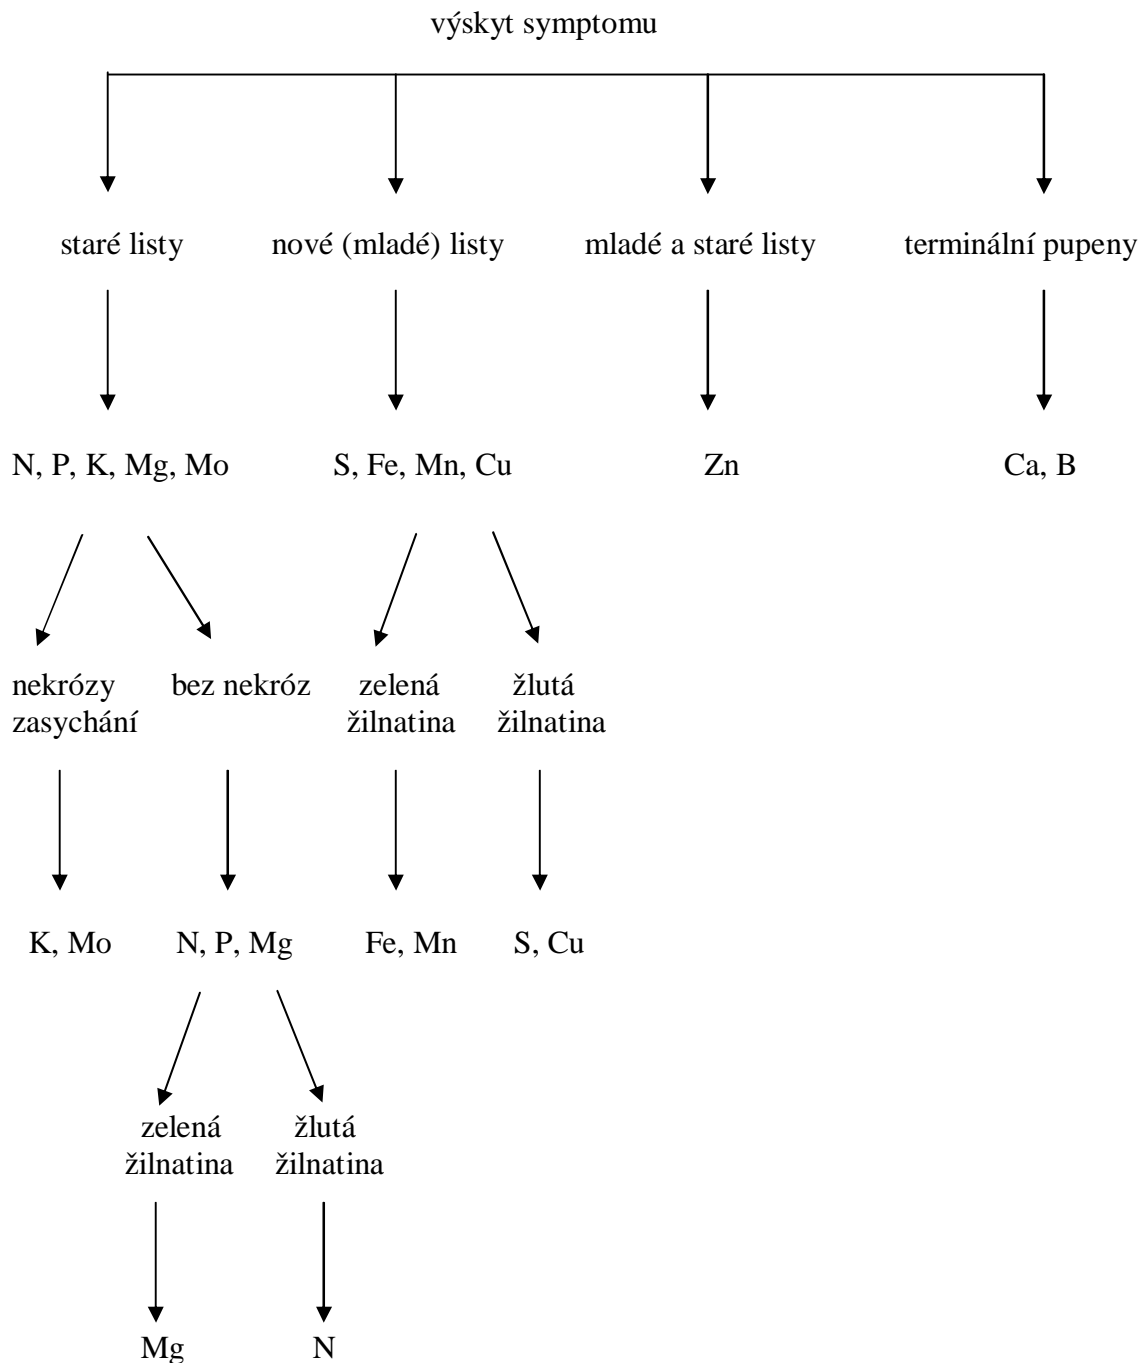 výskyt symptomu
staré listy
nové (mladé) listy
mladé a staré listy
terminální pupeny
N, P, K, Mg, Mo
S, Fe, Mn, Cu
Zn
Ca, B
nekrózy
zasychání
bez nekróz
zelená
žilnatina
žlutá
žilnatina
K, Mo
N, P, Mg
Fe, Mn
S, Cu
zelená
žilnatina
žlutá
žilnatina
Mg
N